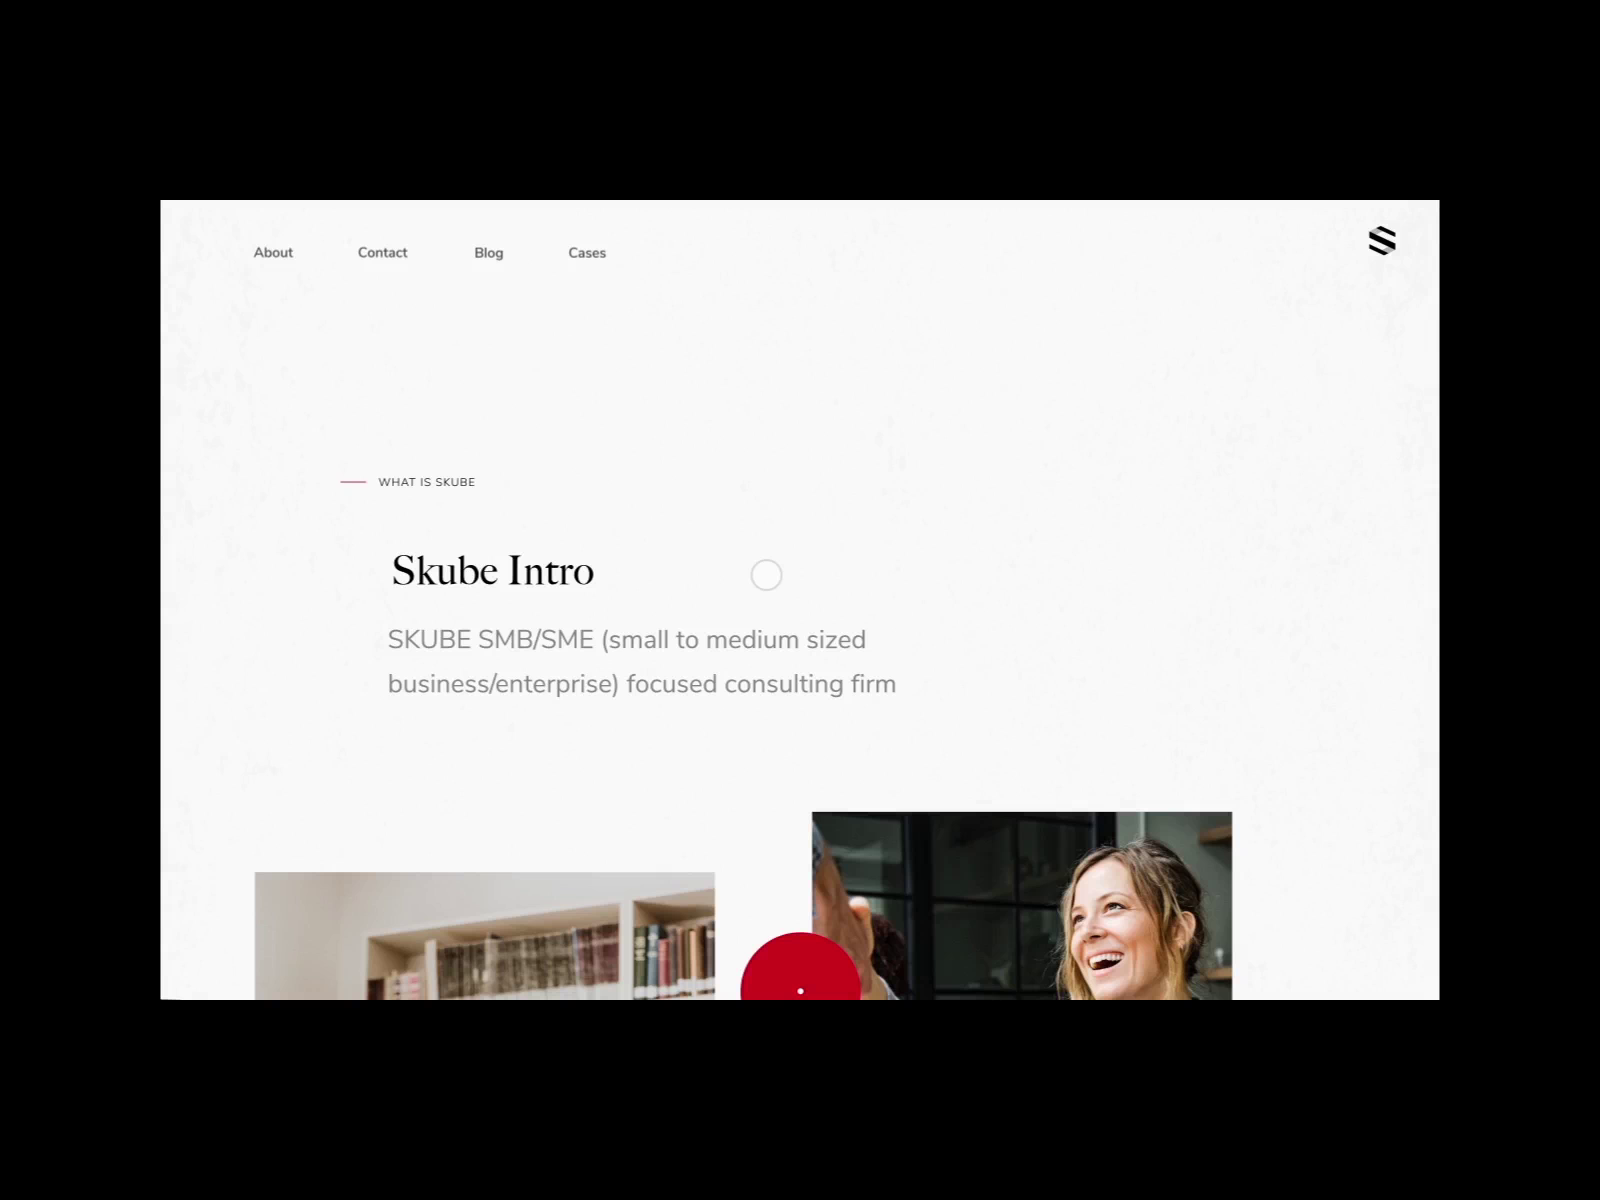 About
Contact
Blog
Cases
WHAT IS SKUBE
Skube Intro
SKUBE SMB/SME (small to medium sized
business/enterprise) focused consulting firm